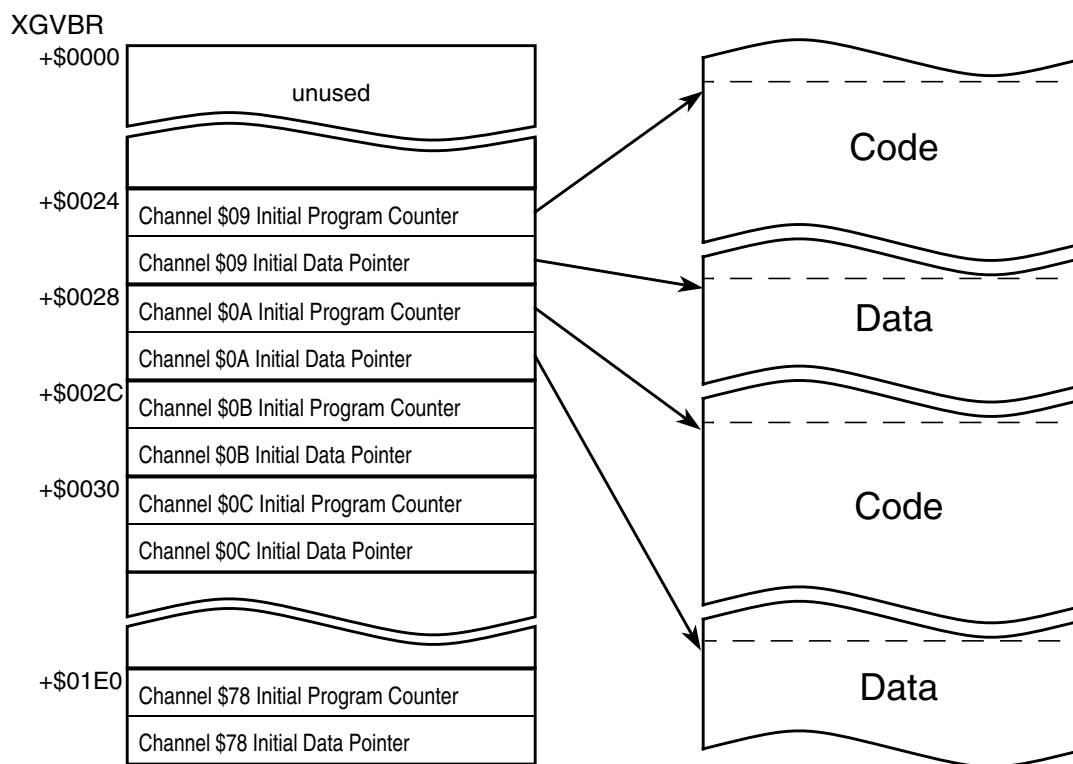 XGVBR
+$0000
unused
+$0024
Channel $09 Initial Program Counter
Channel $09 Initial Data Pointer
+$0028
Channel $0A Initial Program Counter
Channel $0A Initial Data Pointer
+$002C
Channel $0B Initial Program Counter
Channel $0B Initial Data Pointer
+$0030
Channel $0C Initial Program Counter
Channel $0C Initial Data Pointer
+$01E0
Channel $78 Initial Program Counter
Channel $78 Initial Data Pointer
Code
Data
Code
Data